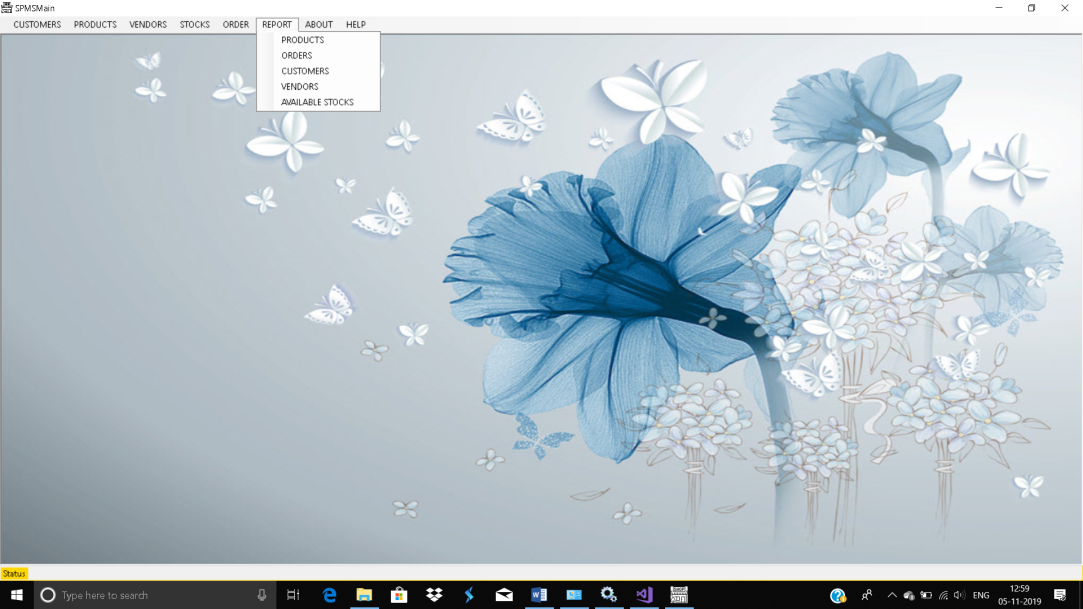 SPMSMain
CUSTOMERS PRODUCTS VENDORS STOCKS ORDER REPORT ABOUT HELP
PRODUCTS
ORDERS
CUSTOMERS
VENDORS
AVAILABLE STOCKS
Status
Type here to search
ENG
12:59
05-11-2019